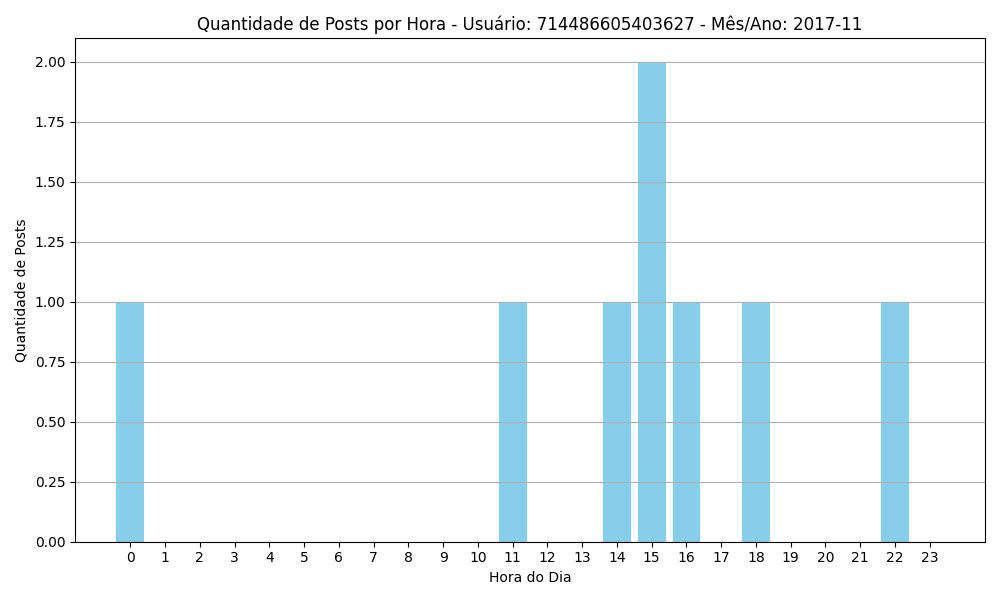 Quantidade de Posts por Hora - Usuário: 714486605403627 - Mês/Ano: 2017-11
Quantidade de Posts
2.00
1.75
1.50
1.25
1.00
0.75
0.50
0.25
0.00
0 1 2 3 4 5 6 7 8 9 10 11 12 13 14 15 16 17 18 19 20 21 22 23
Hora do Dia